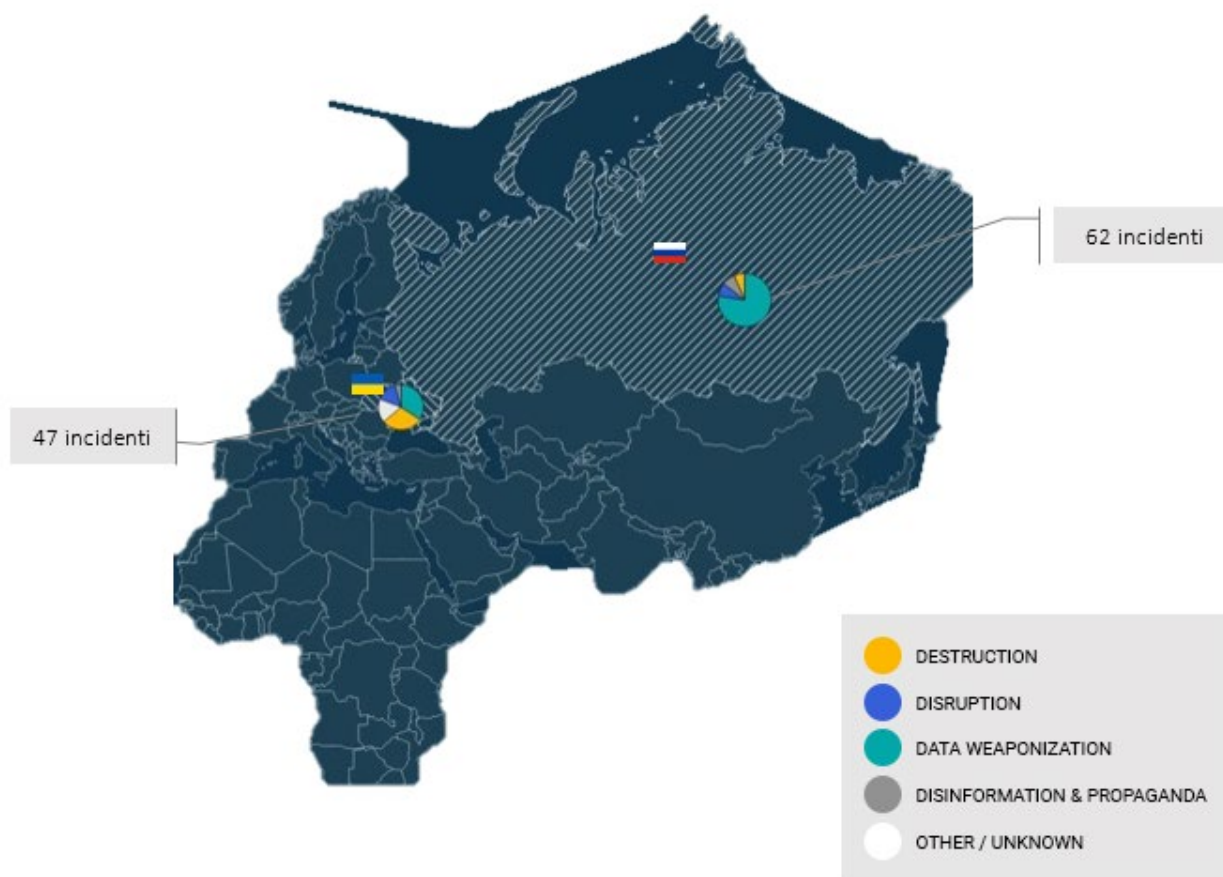 62 incidenti
47 incidenti
DESTRUCTION
DISRUPTION
DATA WEAPONIZATION
DISINFORMATION & PROPAGANDA
OTHER / UNKNOWN